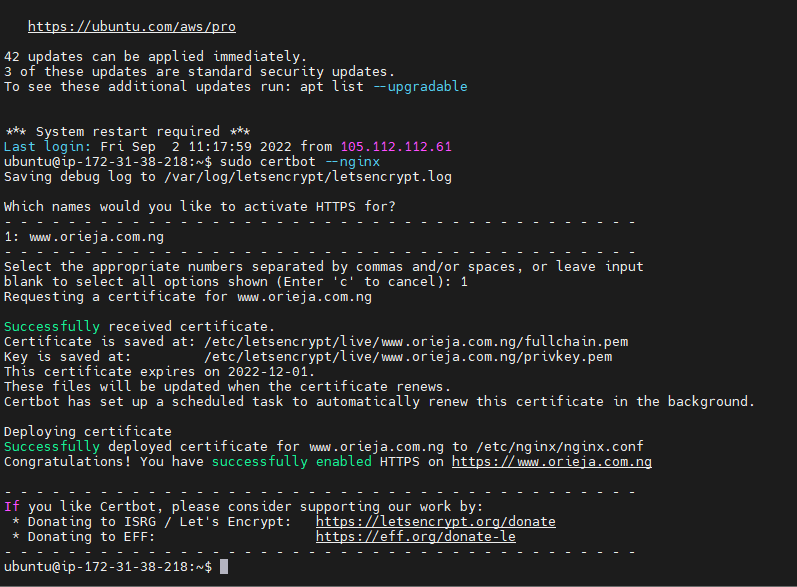 https://ubuntu.com/aws/pro
42 updates can be applied immediately.
3 of these updates are standard security updates.
To see these additional updates run: apt list --upgradable
*** System restart required ***
Last login: Fri Sep  2 11:17:59 2022 from 105.112.112.61
ubuntu@ip-172-31-38-218:~$ sudo certbot --nginx
Saving debug log to /var/log/letsencrypt/letsencrypt.log
Which names would you like to activate HTTPS for?
- - - - - - - - - - - - - - - - - - - - - - - - - - - - - - - - - - - - - - - -
1: www.orieja.com.ng
- - - - - - - - - - - - - - - - - - - - - - - - - - - - - - - - - - - - - - - -
Select the appropriate numbers separated by commas and/or spaces, or leave input
blank to select all options shown (Enter 'c' to cancel): 1
Requesting a certificate for www.orieja.com.ng
Successfully received certificate.
Certificate is saved at: /etc/letsencrypt/live/www.orieja.com.ng/fullchain.pem
Key is saved at:         /etc/letsencrypt/live/www.orieja.com.ng/privkey.pem
This certificate expires on 2022-12-01.
These files will be updated when the certificate renews.
Certbot has set up a scheduled task to automatically renew this certificate in the background.
Deploying certificate
Successfully deployed certificate for www.orieja.com.ng to /etc/nginx/nginx.conf
Congratulations! You have successfully enabled HTTPS on https://www.orieja.com.ng
- - - - - - - - - - - - - - - - - - - - - - - - - - - - - - - - - - - - - - - -
If you like Certbot, please consider supporting our work by:
 * Donating to ISRG / Let's Encrypt:   https://letsencrypt.org/donate
 * Donating to EFF:                    https://eff.org/donate-le
- - - - - - - - - - - - - - - - - - - - - - - - - - - - - - - - - - - - - - - -
ubuntu@ip-172-31-38-218:~$